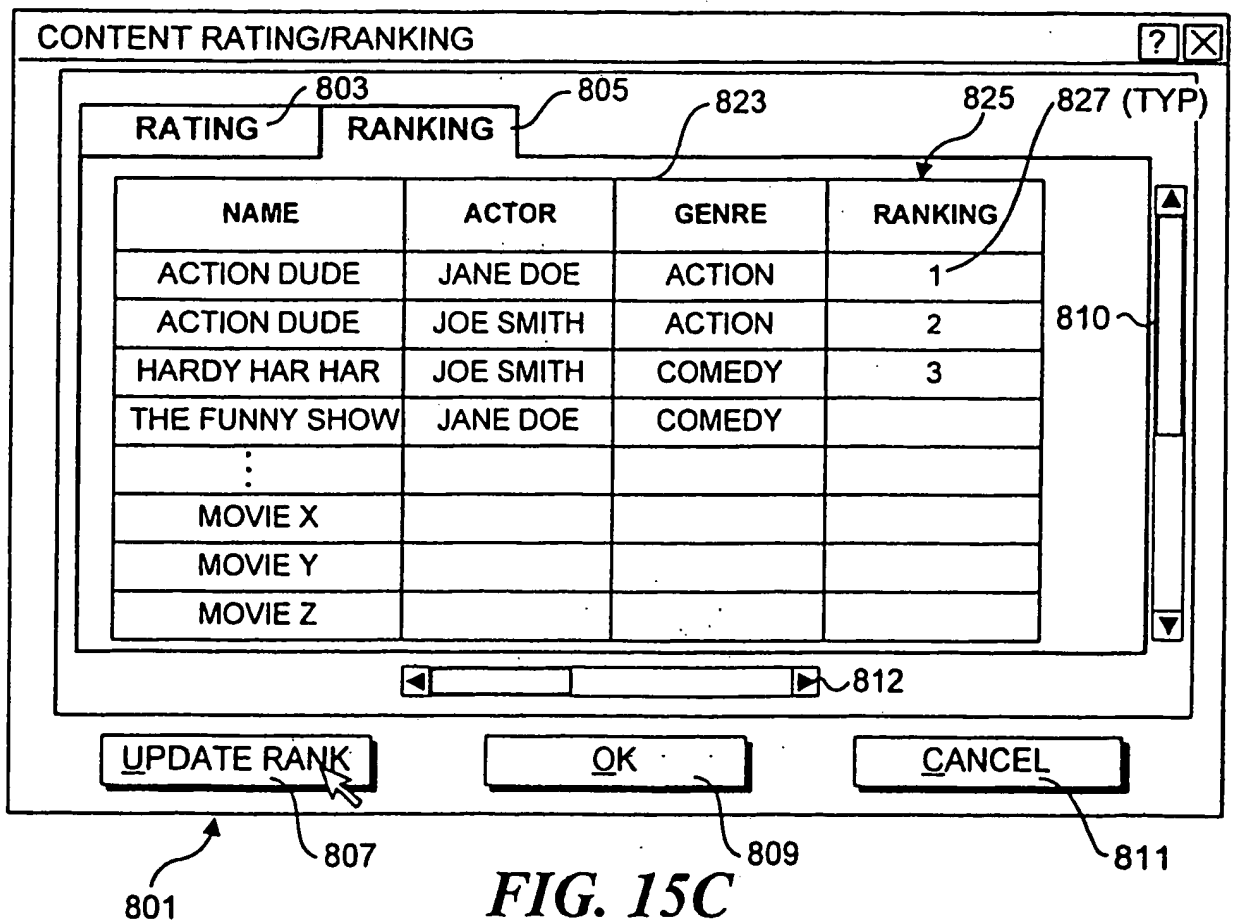 CONTENT RATING/RANKING ? X
803 805 823 825 827 (TYP)
RATING RANKING
NAME ACTOR GENRE RANKING
ACTION DUDE JANE DOE ACTION 1
ACTION DUDE JOE SMITH ACTION 2
810
HARDY HAR HAR JOE SMITH COMEDY 3
THE FUNNY SHOW JANE DOE COMEDY
⋮
MOVIE X
MOVIE Y
MOVIE Z
812
UPDATE RANK OK CANCEL
807 809 811
801 FIG. 15C